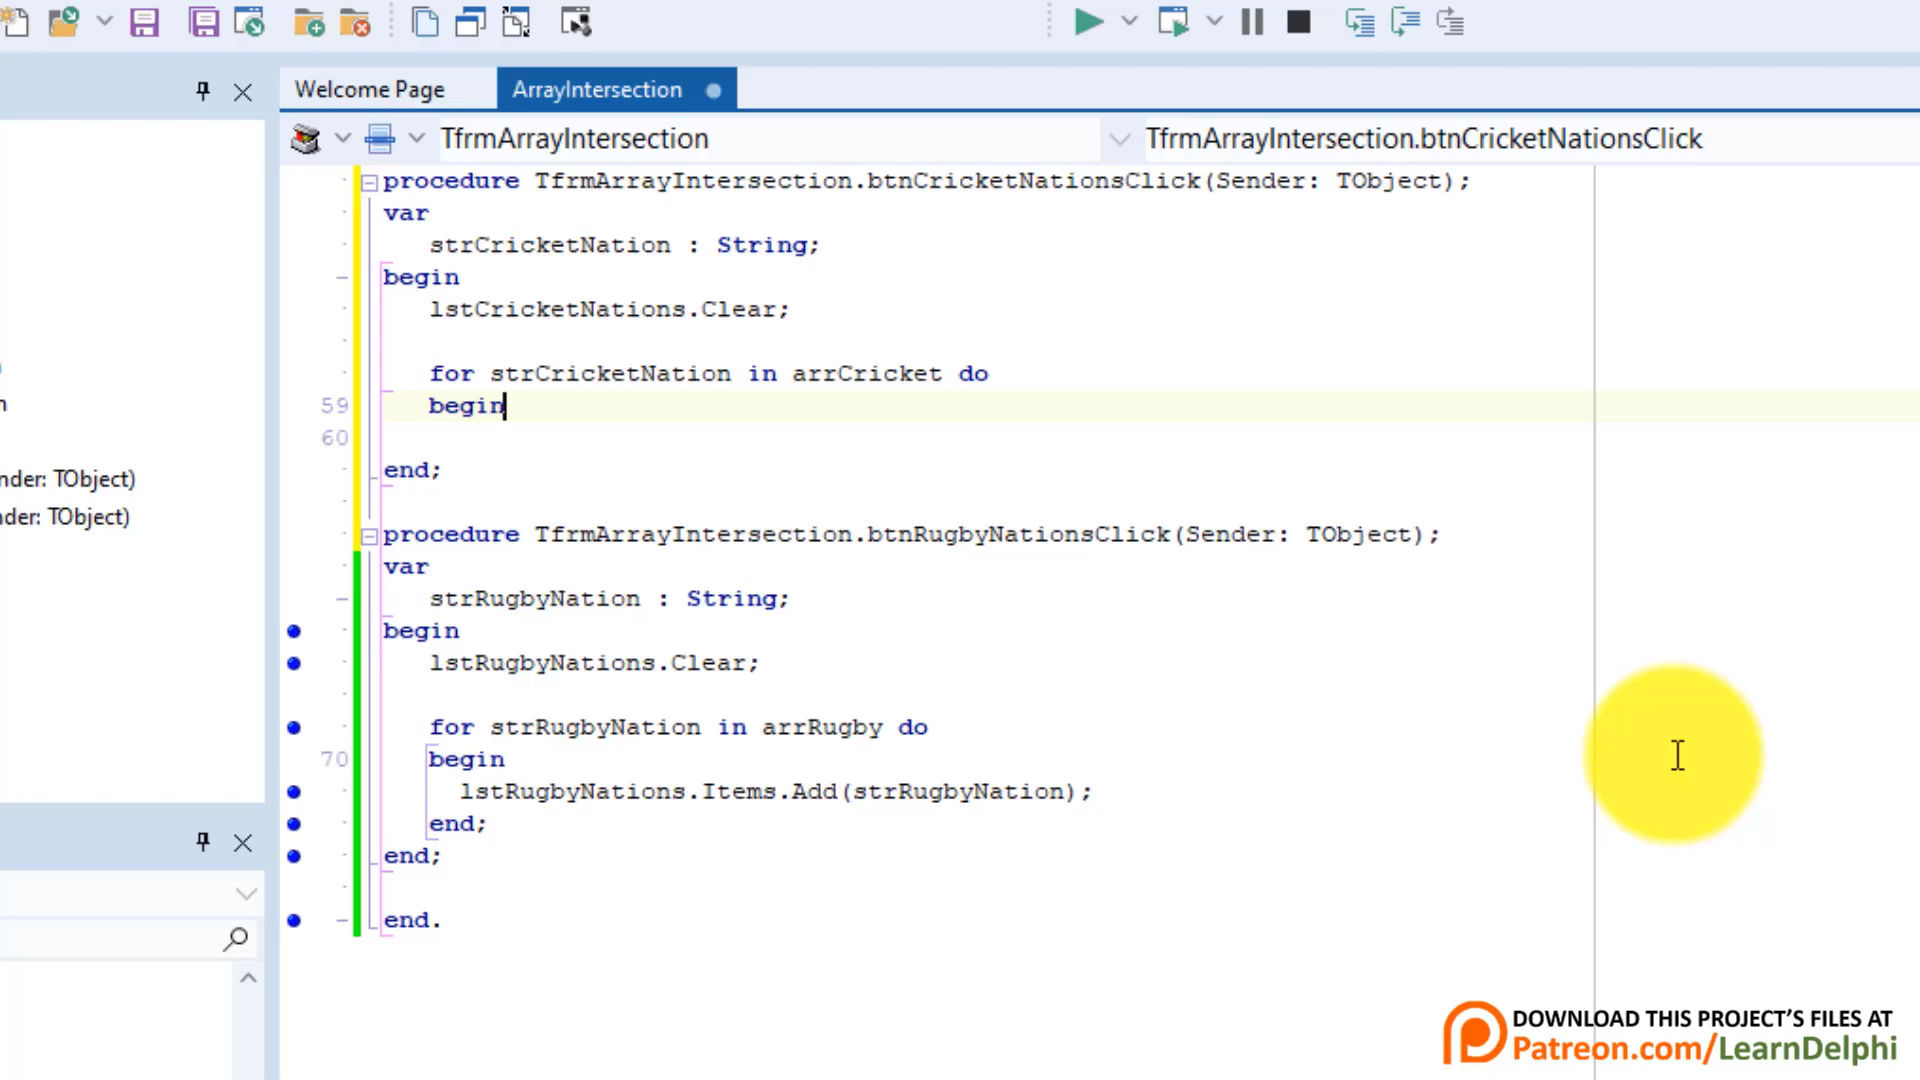 Welcome Page
ArrayIntersection
TfrmArrayIntersection
TfrmArrayIntersection.btnCricketNationsClick
procedure TfrmArrayIntersection.btnCricketNationsClick(Sender: TObject);
var
strCricketNation : String;
begin
lstCricketNations.Clear;
for strCricketNation in arrCricket do
59 begin
60
end;
nder: TObject)
der: TObject)
procedure TfrmArrayIntersection.btnRugbyNationsClick(Sender: TObject);
var
strRugbyNation : String;
begin
lstRugbyNations.Clear;
for strRugbyNation in arrRugby do
70 begin
lstRugbyNations.Items.Add(strRugbyNation);
end;
end;
end.
DOWNLOAD THIS PROJECT'S FILES AT
Patreon.com/LearnDelphi